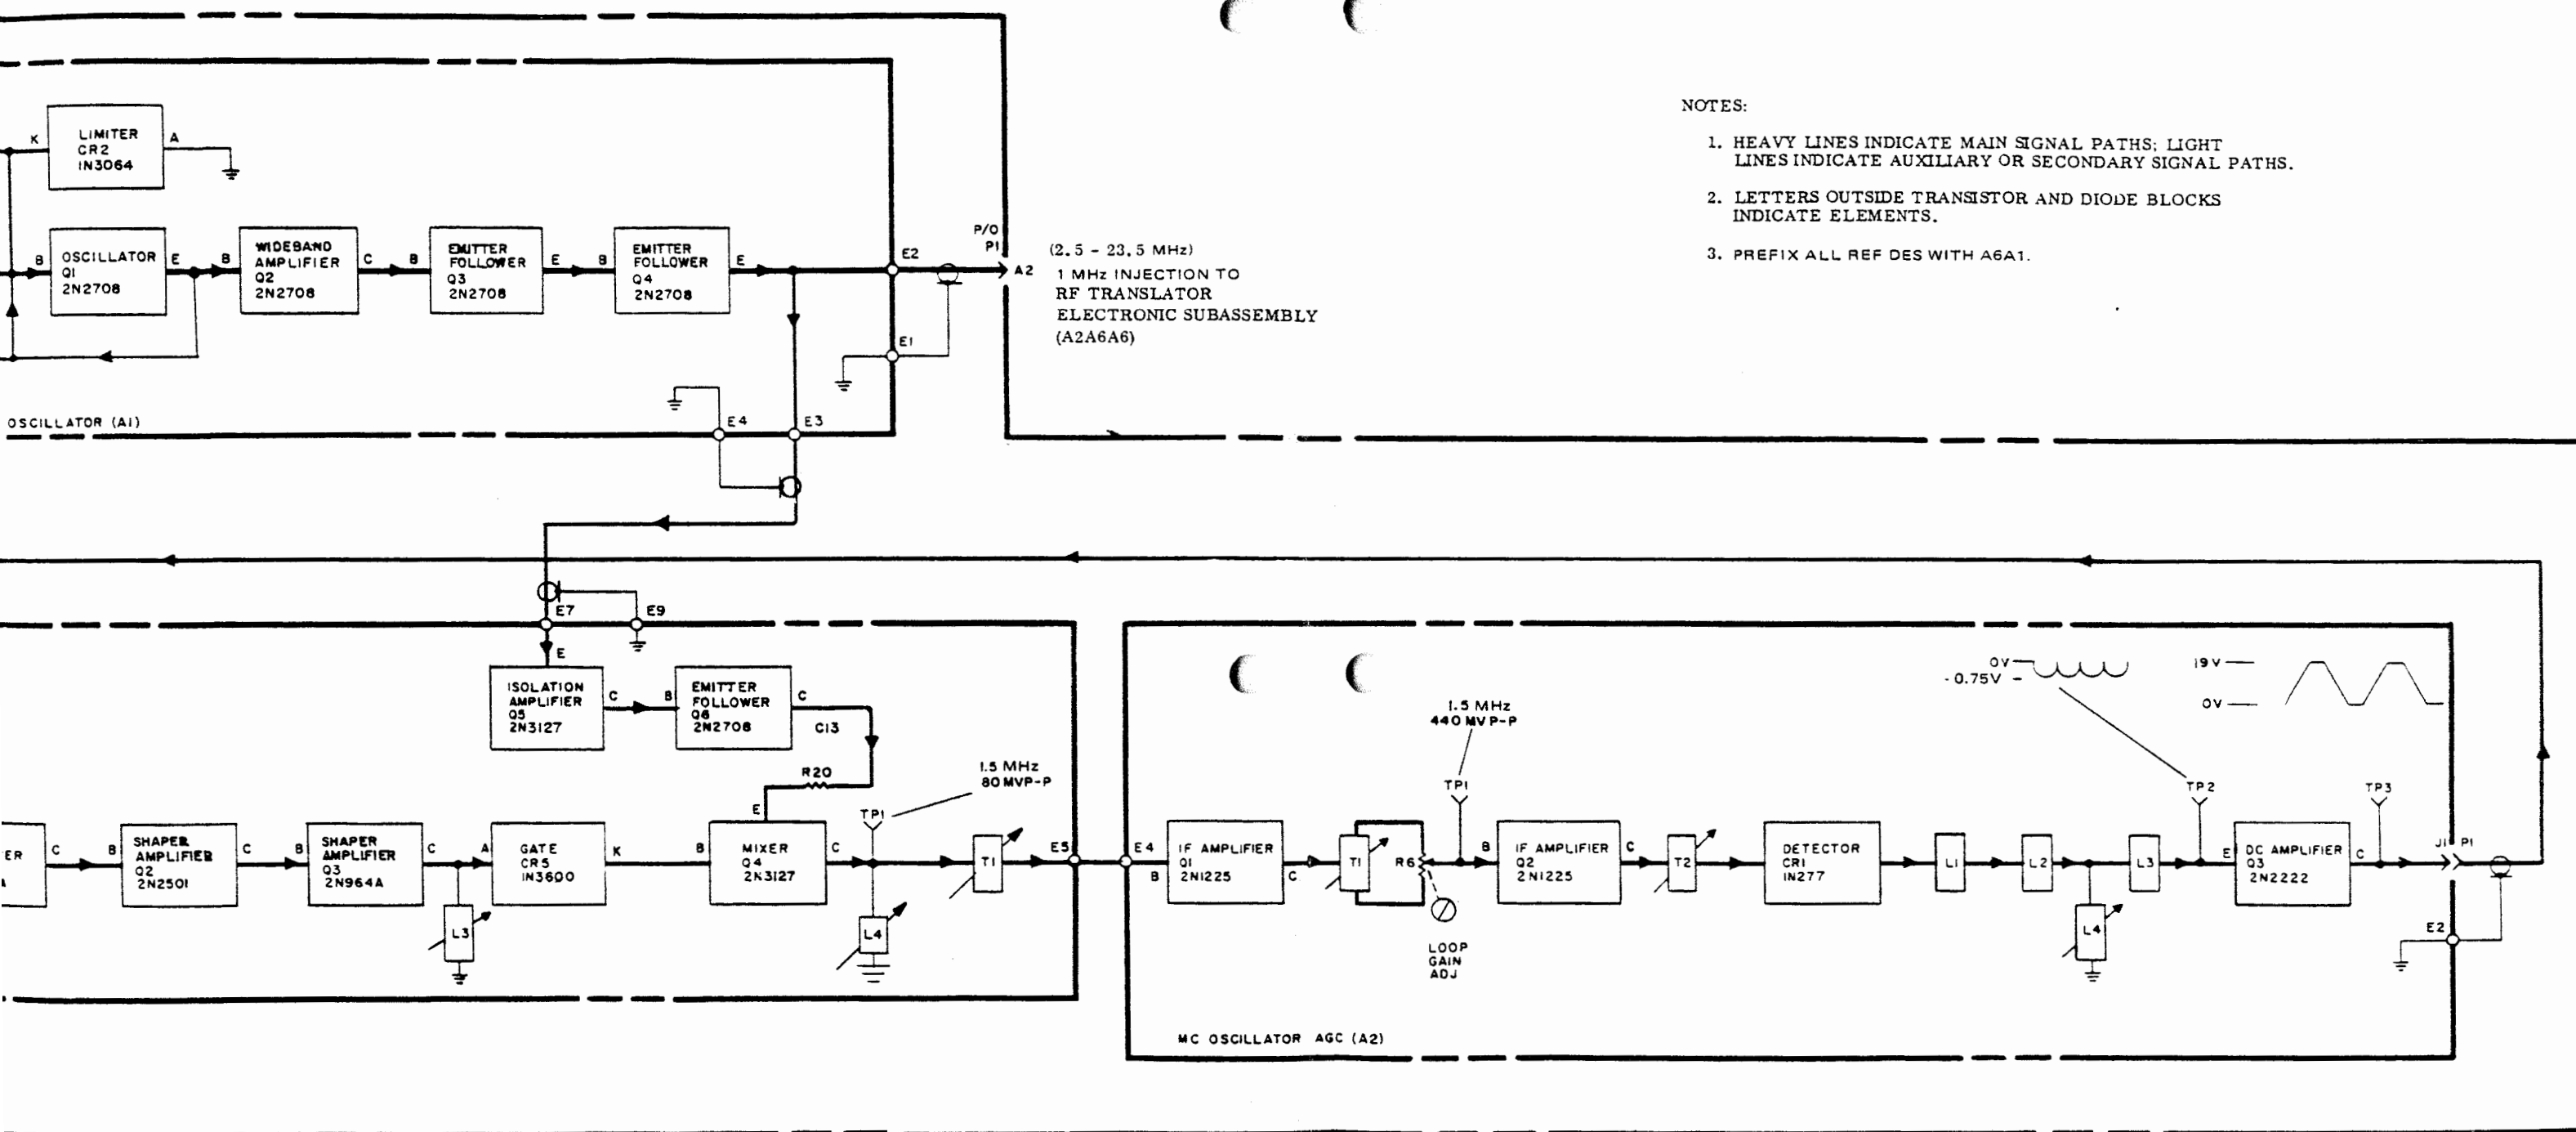 NOTES:
1. HEAVY LINES INDICATE MAIN SIGNAL PATHS; LIGHT
LINES INDICATE AUXILIARY OR SECONDARY SIGNAL PATHS.
2. LETTERS OUTSIDE TRANSISTOR AND DIODE BLOCKS
INDICATE ELEMENTS.
3. PREFIX ALL REF DES WITH A6A1.
K
LIMITER
CR2
1N3064
A
B
OSCILLATOR
Q1
2N2708
E
B
WIDEBAND
AMPLIFIER
Q2
2N2708
C
B
EMITTER
FOLLOWER
Q3
2N2708
E
B
EMITTER
FOLLOWER
Q4
2N2708
E
E2
P/O
P1
A2
(2.5 - 23.5 MHz)
1 MHz INJECTION TO
RF TRANSLATOR
ELECTRONIC SUBASSEMBLY
(A2A6A6)
E1
OSCILLATOR (A1)
E4
E3
E7
E9
E
ISOLATION
AMPLIFIER
Q5
2N3127
C
B
EMITTER
FOLLOWER
Q6
2N2708
C
C13
R20
E
1.5 MHz
80 MVP-P
TP1
ER
C
B
SHAPER
AMPLIFIER
Q2
2N2501
C
B
SHAPER
AMPLIFIER
Q3
2N964A
C
L3
A
GATE
CR5
1N3600
K
B
MIXER
Q4
2N3127
C
L4
T1
E5
E4
B
IF AMPLIFIER
Q1
2N1225
C
T1
R6
LOOP
GAIN
ADJ
1.5 MHz
440 MV P-P
TP1
B
IF AMPLIFIER
Q2
2N1225
C
T2
DETECTOR
CR1
1N277
L1
L2
L4
L3
0V
-0.75V
TP2
19V
0V
E
DC AMPLIFIER
Q3
2N2222
C
TP3
J1
P1
E2
MC OSCILLATOR AGC (A2)